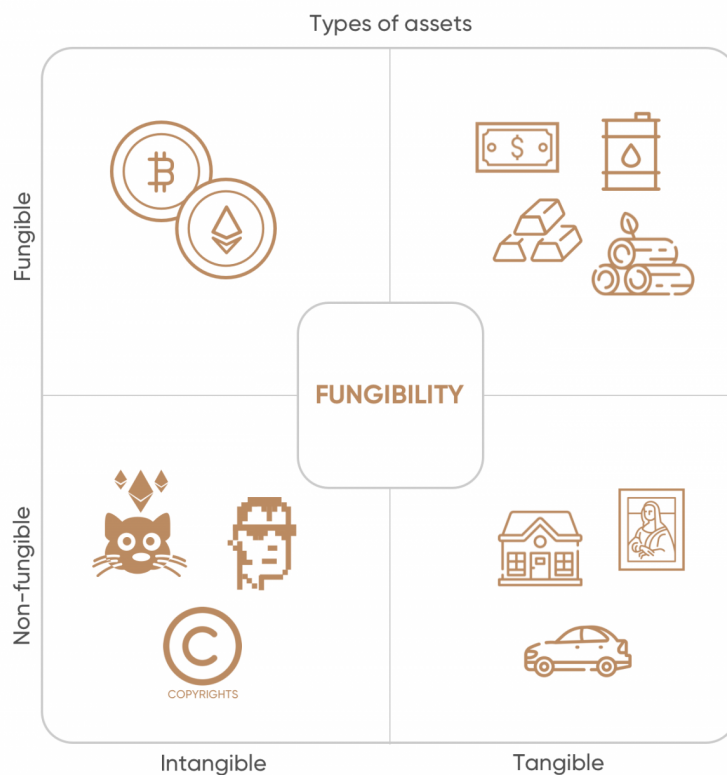 Types of assets
Fungible
$
FUNGIBILITY
Non-fungible
COPYRIGHTS
Intangible
Tangible